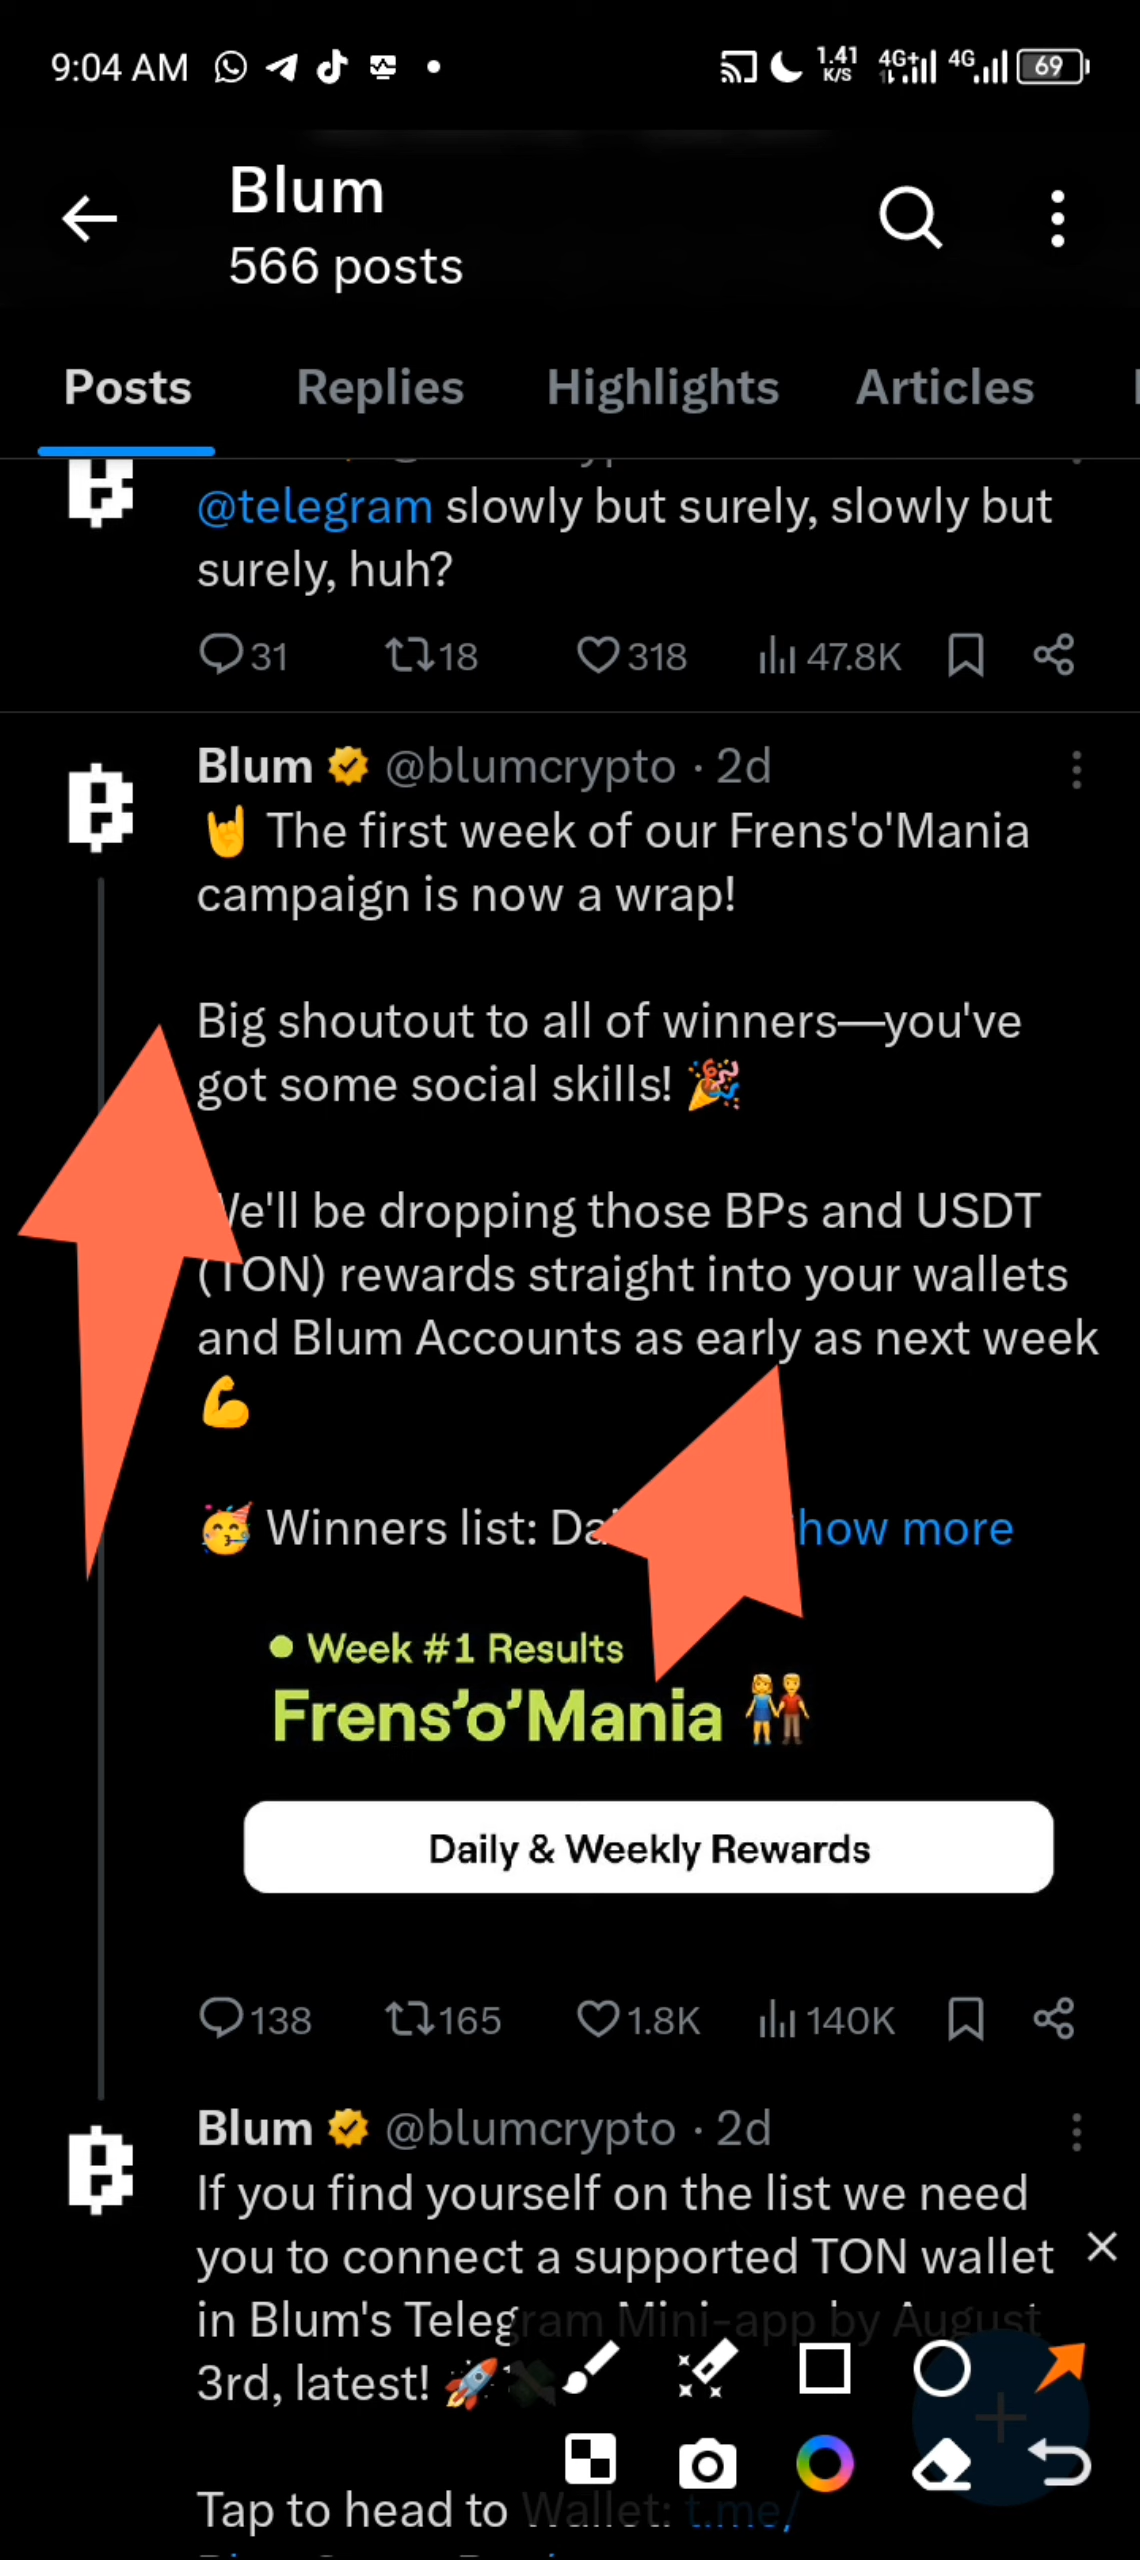 9:04 AM
1.41
K/S
4G+
4G
69
Blum
566 posts
Posts
Replies
Highlights
Articles
@telegram slowly but surely, slowly but
surely, huh?
31
18
318
47.8K
Blum @blumcrypto · 2d
🤘 The first week of our Frens'o'Mania
campaign is now a wrap!
Big shoutout to all of winners—you've
got some social skills! 🎉
We'll be dropping those BPs and USDT
(TON) rewards straight into your wallets
and Blum Accounts as early as next week
💪
🥳 Winners list:
how more
Week #1 Results
Frens'o'Mania 👫
Daily & Weekly Rewards
138
165
1.8K
140K
Blum @blumcrypto · 2d
If you find yourself on the list we need
you to connect a supported TON wallet
in Blum's Telegram Mini-app by August
3rd, latest! 🚀
Tap to head to Wallet: t.me/